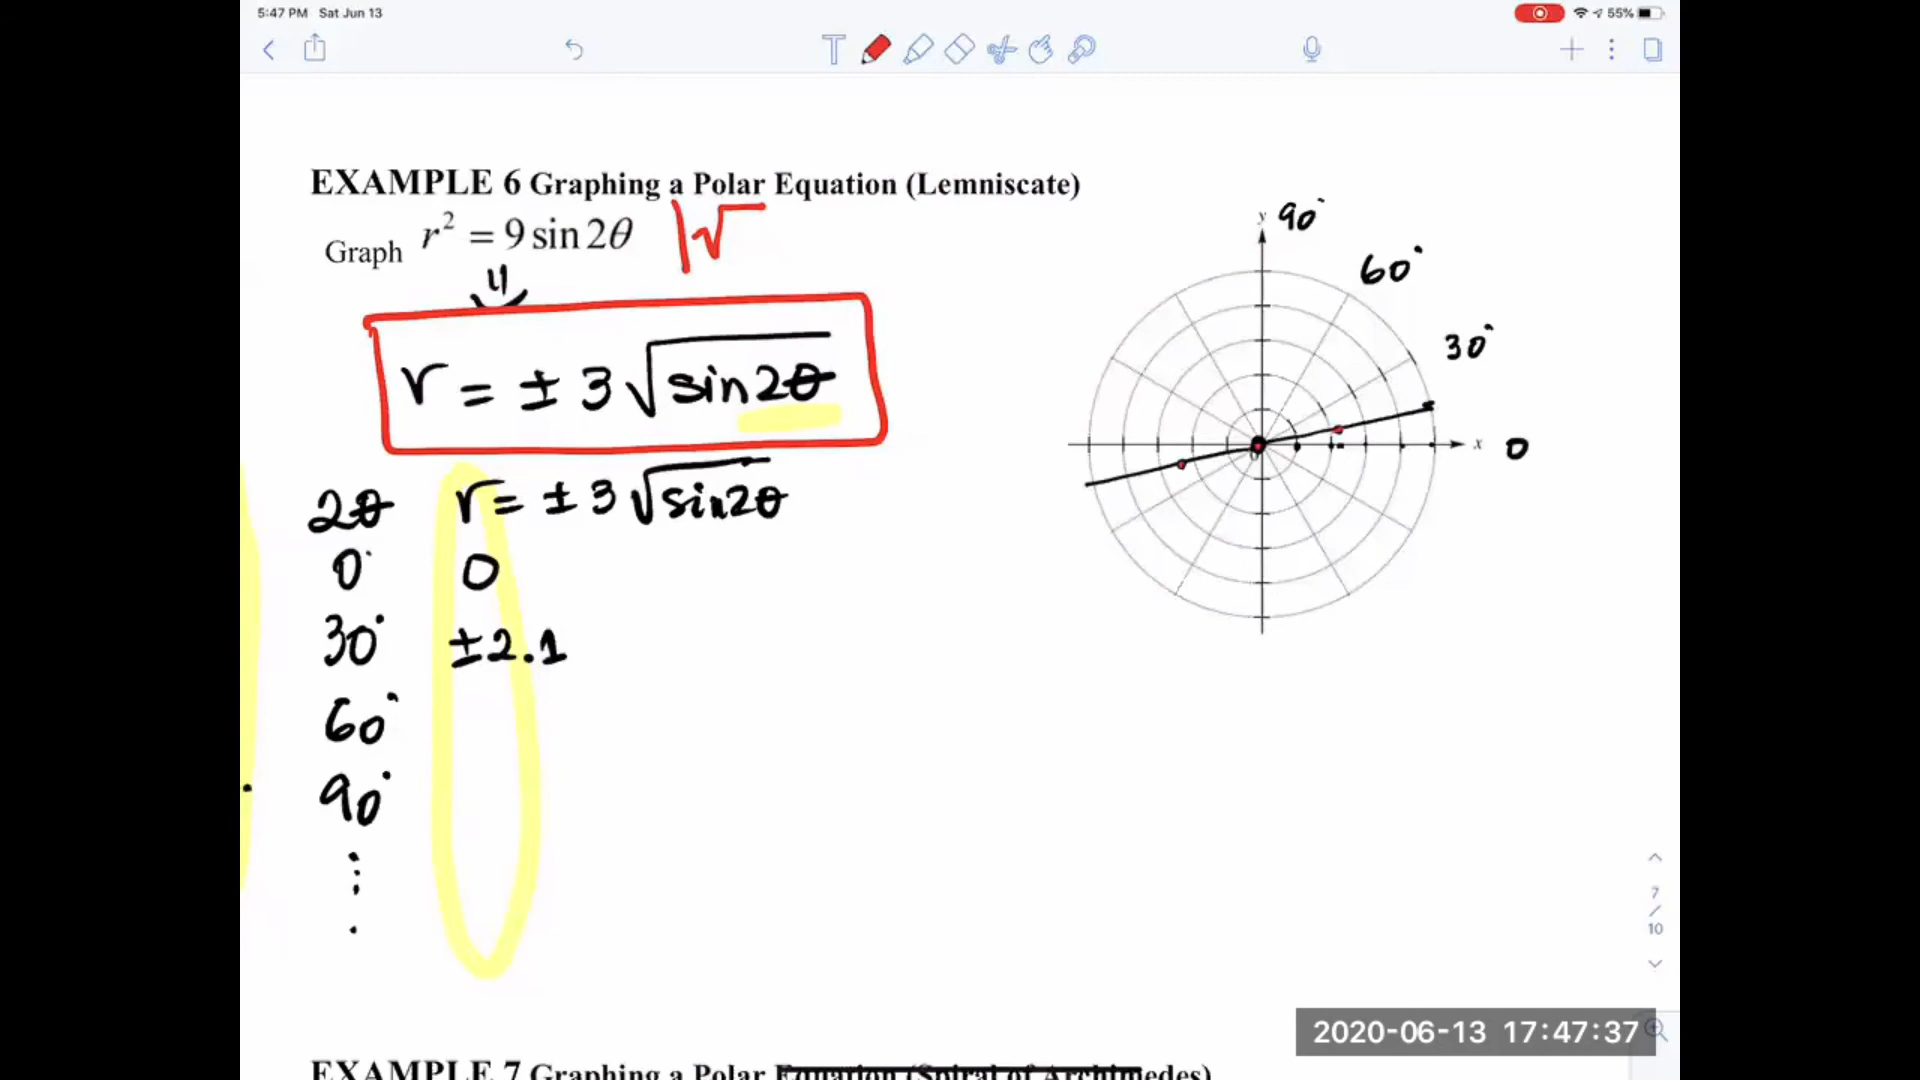 5:47 PM Sat Jun 13 55%
EXAMPLE 6 Graphing a Polar Equation (Lemniscate)
Graph r² = 9 sin 2θ
√
r = ± 3 √sin2θ
2θ r = ± 3 √sin2θ
0° 0
30° ±2.1
60°
90°
⋮
.
y 90°
60°
30°
x 0
0
7
/
10
2020-06-13 17:47:37
EXAMPLE 7 Graphing a Polar Equation (Spiral of Archimedes)